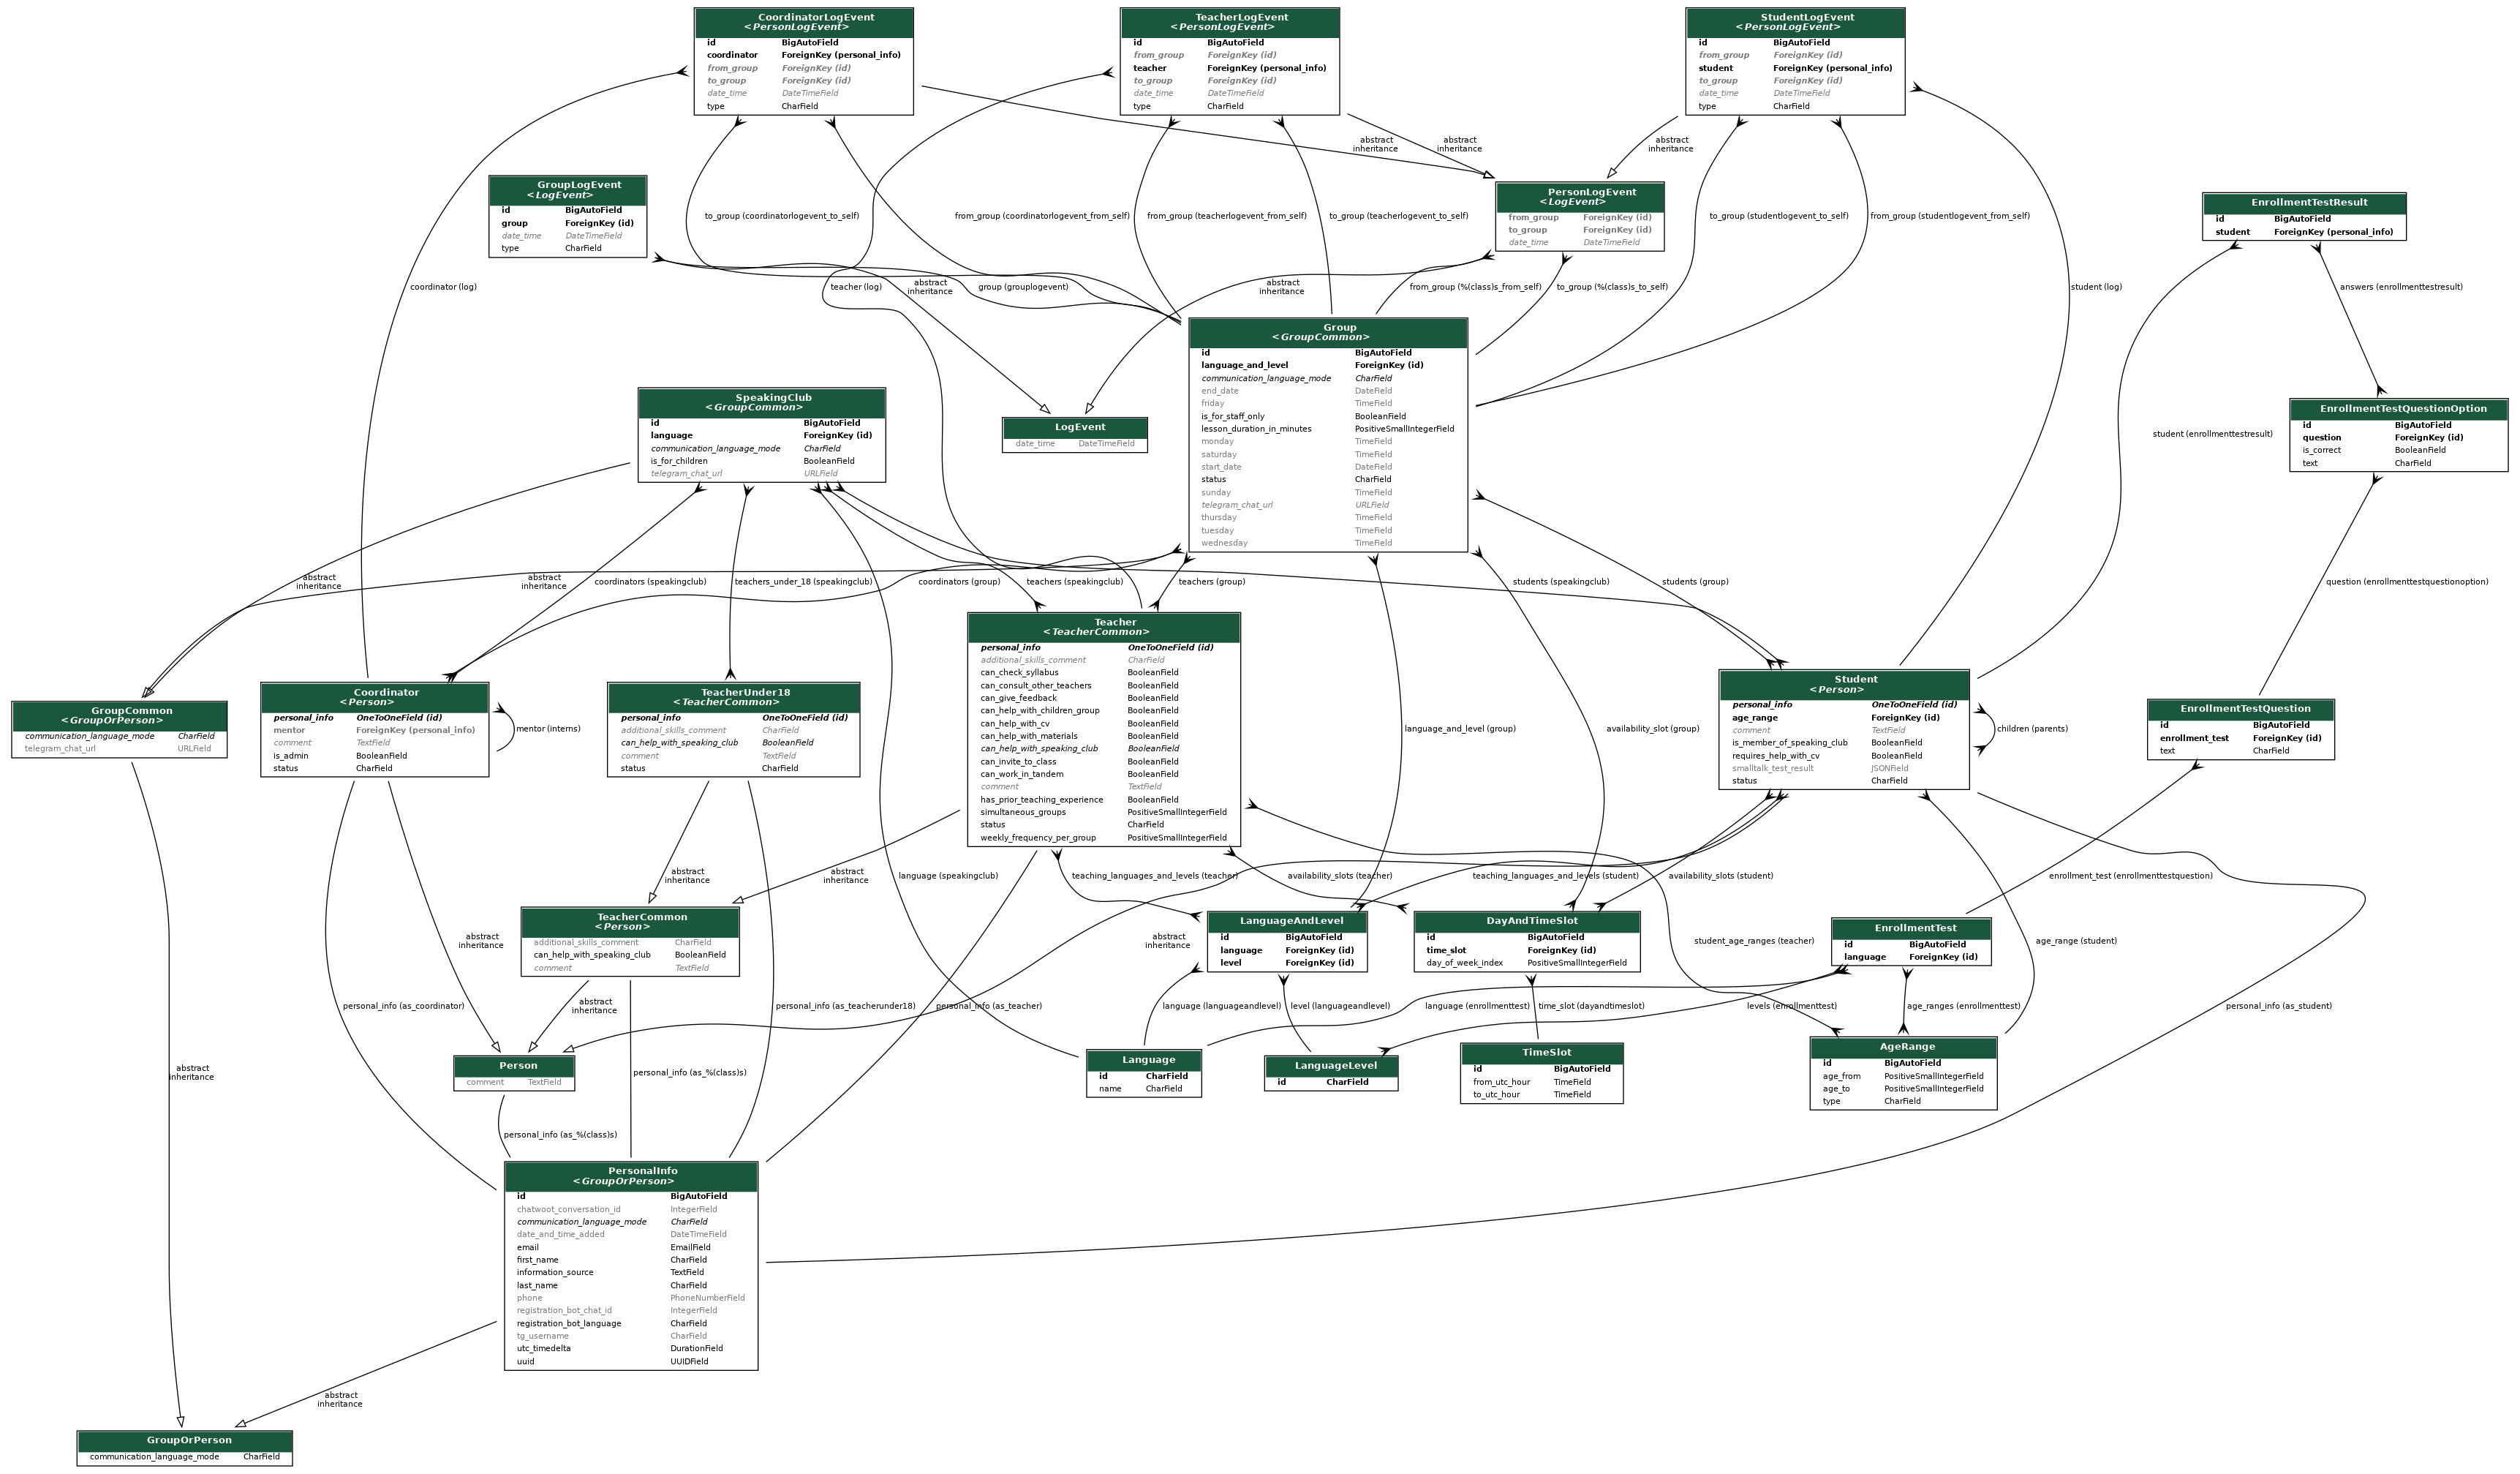 CoordinatorLogEvent
<PersonLogEvent>
id BigAutoField
coordinator ForeignKey (personal_info)
from_group ForeignKey (id)
to_group ForeignKey (id)
date_time DateTimeField
type CharField
TeacherLogEvent
<PersonLogEvent>
id BigAutoField
from_group ForeignKey (id)
teacher ForeignKey (personal_info)
to_group ForeignKey (id)
date_time DateTimeField
type CharField
StudentLogEvent
<PersonLogEvent>
id BigAutoField
from_group ForeignKey (id)
student ForeignKey (personal_info)
to_group ForeignKey (id)
date_time DateTimeField
type CharField
abstract
inheritance
abstract
inheritance
abstract
inheritance
GroupLogEvent
<LogEvent>
id BigAutoField
group ForeignKey (id)
date_time DateTimeField
type CharField
to_group (coordinatorlogevent_to_self)
from_group (coordinatorlogevent_from_self)
from_group (teacherlogevent_from_self)
to_group (teacherlogevent_to_self)
PersonLogEvent
<LogEvent>
from_group ForeignKey (id)
to_group ForeignKey (id)
date_time DateTimeField
to_group (studentlogevent_to_self)
from_group (studentlogevent_from_self)
EnrollmentTestResult
id BigAutoField
student ForeignKey (personal_info)
coordinator (log)
teacher (log)
abstract
inheritance
group (grouplogevent)
abstract
inheritance
from_group (%(class)s_from_self)
to_group (%(class)s_to_self)
student (log)
answers (enrollmenttestresult)
Group
<GroupCommon>
id BigAutoField
language_and_level ForeignKey (id)
communication_language_mode CharField
end_date DateField
friday TimeField
is_for_staff_only BooleanField
lesson_duration_in_minutes PositiveSmallIntegerField
monday TimeField
saturday TimeField
start_date DateField
status CharField
sunday TimeField
telegram_chat_url URLField
thursday TimeField
tuesday TimeField
wednesday TimeField
SpeakingClub
<GroupCommon>
id BigAutoField
language ForeignKey (id)
communication_language_mode CharField
is_for_children BooleanField
telegram_chat_url URLField
LogEvent
date_time DateTimeField
student (enrollmenttestresult)
EnrollmentTestQuestionOption
id BigAutoField
question ForeignKey (id)
is_correct BooleanField
text CharField
abstract
inheritance
abstract
inheritance
coordinators (speakingclub)
teachers_under_18 (speakingclub)
coordinators (group)
teachers (speakingclub)
teachers (group)
students (speakingclub)
students (group)
question (enrollmenttestquestionoption)
Teacher
<TeacherCommon>
personal_info OneToOneField (id)
additional_skills_comment CharField
can_check_syllabus BooleanField
can_consult_other_teachers BooleanField
can_give_feedback BooleanField
can_help_with_children_group BooleanField
can_help_with_cv BooleanField
can_help_with_materials BooleanField
can_help_with_speaking_club BooleanField
can_invite_to_class BooleanField
can_work_in_tandem BooleanField
comment TextField
has_prior_teaching_experience BooleanField
simultaneous_groups PositiveSmallIntegerField
status CharField
weekly_frequency_per_group PositiveSmallIntegerField
GroupCommon
<GroupOrPerson>
communication_language_mode CharField
telegram_chat_url URLField
Coordinator
<Person>
personal_info OneToOneField (id)
mentor ForeignKey (personal_info)
comment TextField
is_admin BooleanField
status CharField
mentor (interns)
TeacherUnder18
<TeacherCommon>
personal_info OneToOneField (id)
additional_skills_comment CharField
can_help_with_speaking_club BooleanField
comment TextField
status CharField
language_and_level (group)
availability_slot (group)
Student
<Person>
personal_info OneToOneField (id)
age_range ForeignKey (id)
comment TextField
is_member_of_speaking_club BooleanField
requires_help_with_cv BooleanField
smalltalk_test_result JSONField
status CharField
children (parents)
EnrollmentTestQuestion
id BigAutoField
enrollment_test ForeignKey (id)
text CharField
abstract
inheritance
abstract
inheritance
language (speakingclub)
teaching_languages_and_levels (teacher)
availability_slots (teacher)
teaching_languages_and_levels (student)
availability_slots (student)
enrollment_test (enrollmenttestquestion)
abstract
inheritance
TeacherCommon
<Person>
additional_skills_comment CharField
can_help_with_speaking_club BooleanField
comment TextField
abstract
inheritance
LanguageAndLevel
id BigAutoField
language ForeignKey (id)
level ForeignKey (id)
DayAndTimeSlot
id BigAutoField
time_slot ForeignKey (id)
day_of_week_index PositiveSmallIntegerField
student_age_ranges (teacher)
EnrollmentTest
id BigAutoField
language ForeignKey (id)
age_range (student)
personal_info (as_coordinator)
abstract
inheritance
personal_info (as_teacherunder18)
personal_info (as_teacher)
language (languageandlevel)
level (languageandlevel)
language (enrollmenttest)
time_slot (dayandtimeslot)
levels (enrollmenttest)
age_ranges (enrollmenttest)
personal_info (as_student)
abstract
inheritance
Person
comment TextField
personal_info (as_%(class)s)
Language
id CharField
name CharField
LanguageLevel
id CharField
TimeSlot
id BigAutoField
from_utc_hour TimeField
to_utc_hour TimeField
AgeRange
id BigAutoField
age_from PositiveSmallIntegerField
age_to PositiveSmallIntegerField
type CharField
personal_info (as_%(class)s)
PersonalInfo
<GroupOrPerson>
id BigAutoField
chatwoot_conversation_id IntegerField
communication_language_mode CharField
date_and_time_added DateTimeField
email EmailField
first_name CharField
information_source TextField
last_name CharField
phone PhoneNumberField
registration_bot_chat_id IntegerField
registration_bot_language CharField
tg_username CharField
utc_timedelta DurationField
uuid UUIDField
abstract
inheritance
GroupOrPerson
communication_language_mode CharField